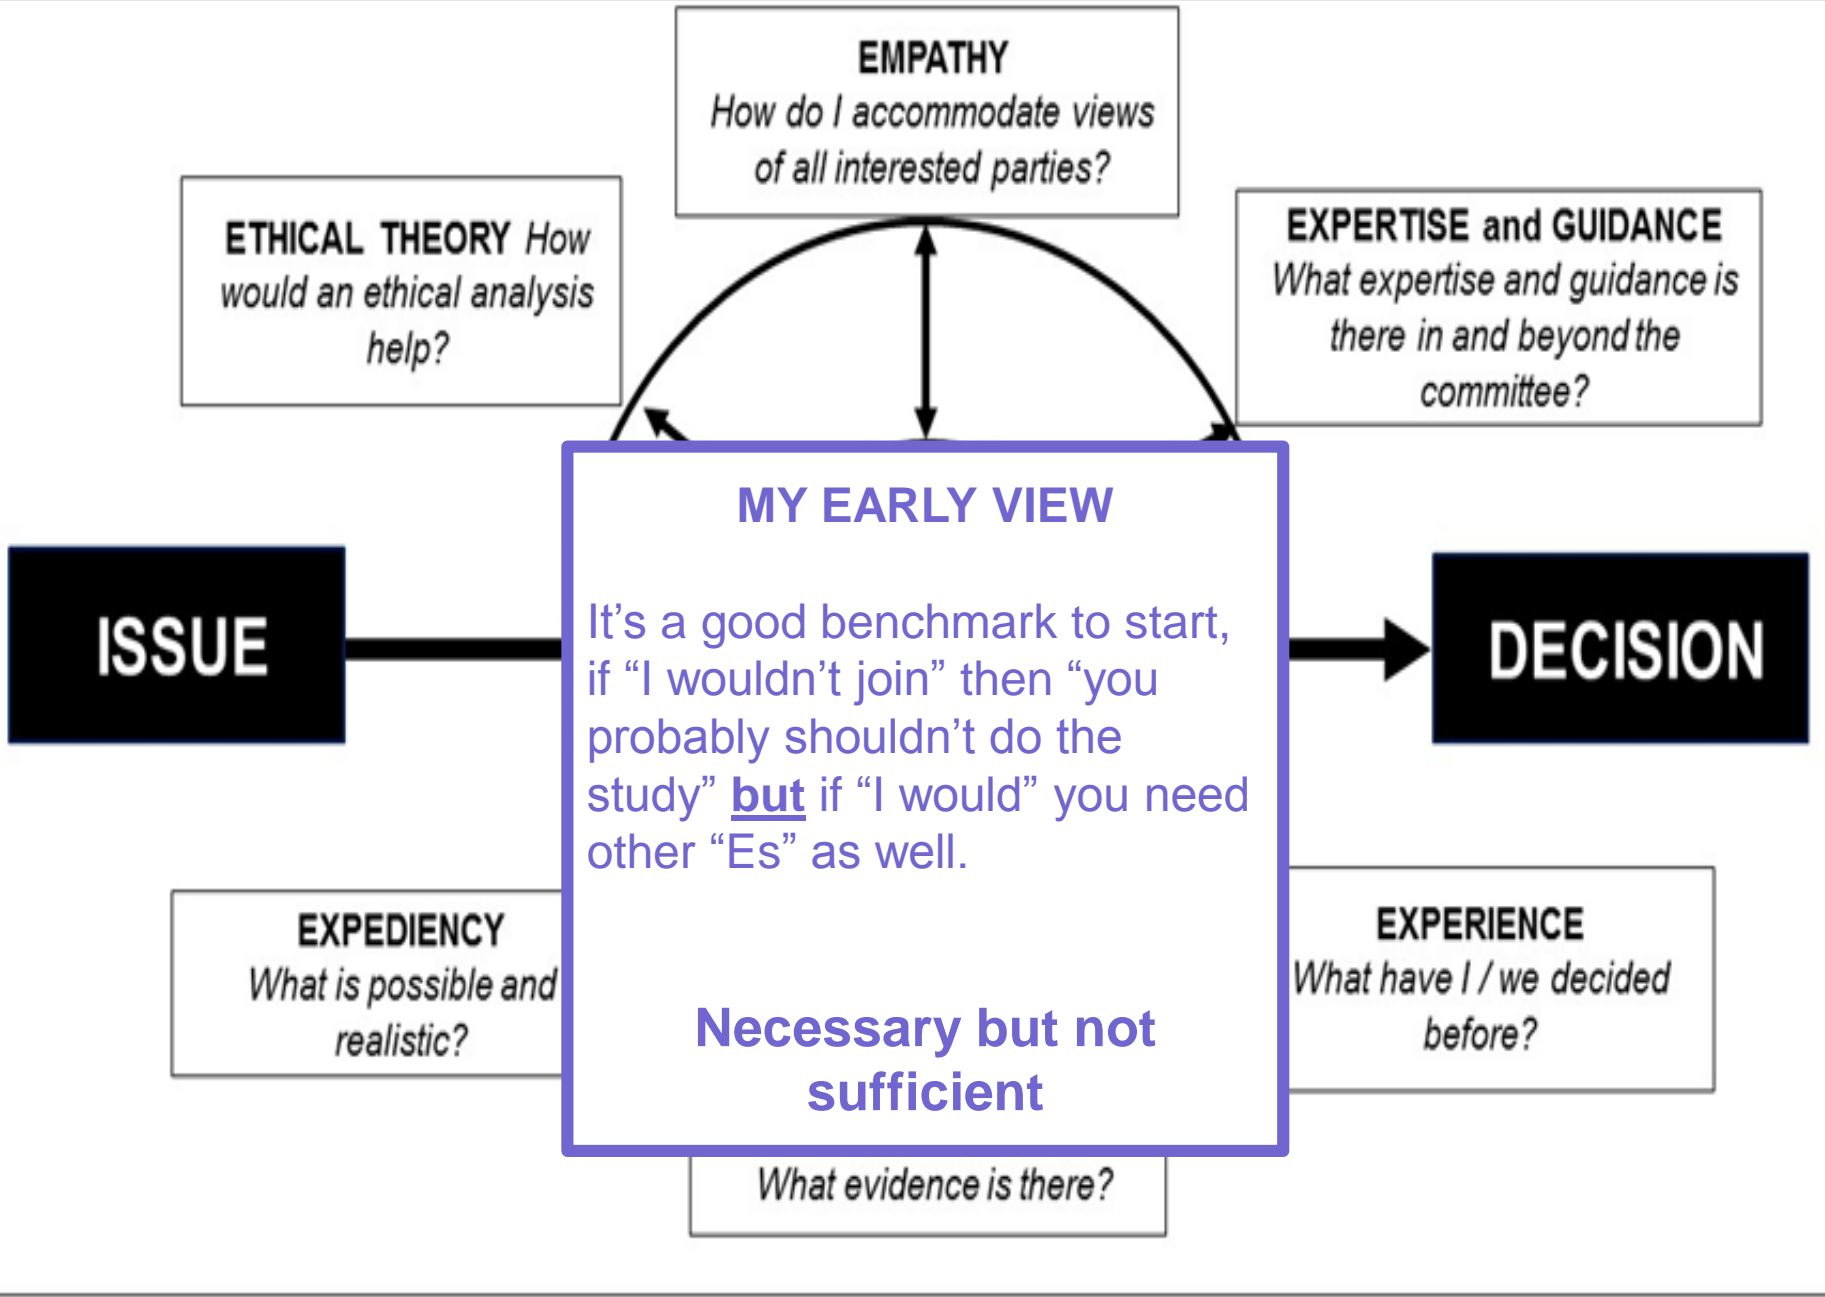 EMPATHY
How do I accommodate views
of all interested parties?
ETHICAL THEORY How
would an ethical analysis
help?
EXPERTISE and GUIDANCE
What expertise and guidance is
there in and beyond the
committee?
ISSUE
MY EARLY VIEW
It’s a good benchmark to start,
if “I wouldn’t join” then “you
probably shouldn’t do the
study” but if “I would” you need
other “Es” as well.
Necessary but not
sufficient
DECISION
EXPEDIENCY
What is possible and
realistic?
EXPERIENCE
What have I / we decided
before?
What evidence is there?